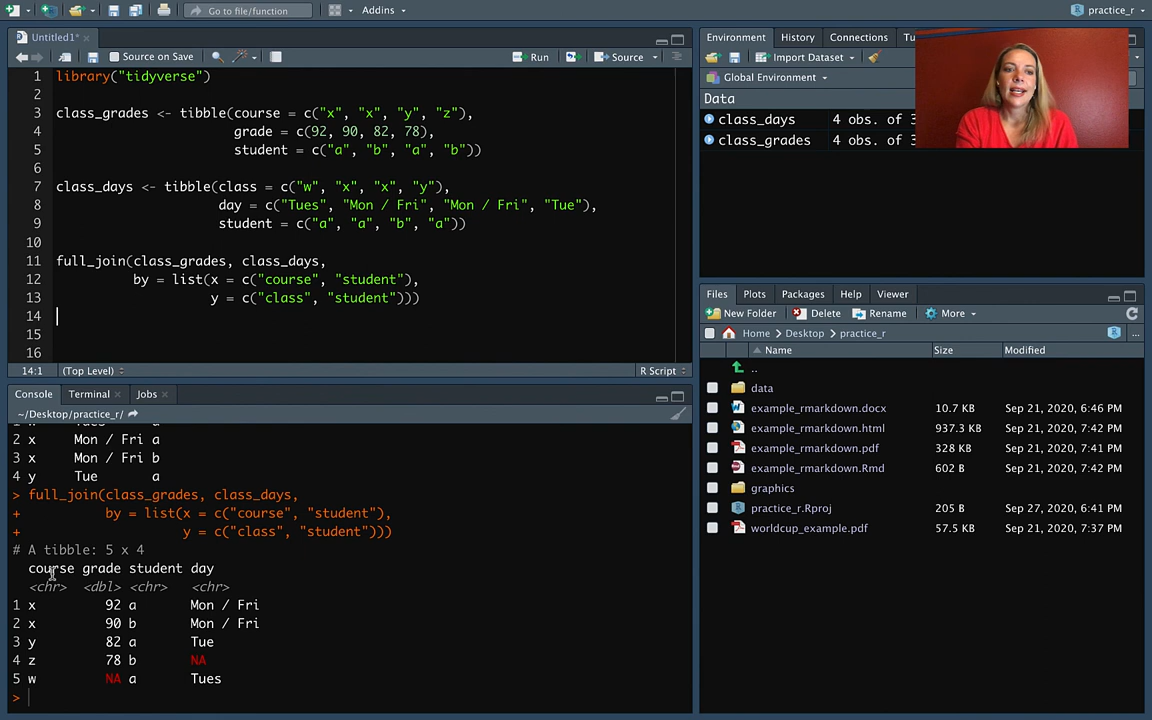 Go to file/function
Addins
practice_r
Untitled1*
Source on Save
Run
Source
1 library("tidyverse")
2
3 class_grades <- tibble(course = c("x", "x", "y", "z"),
4 grade = c(92, 90, 82, 78),
5 student = c("a", "b", "a", "b"))
6
7 class_days <- tibble(class = c("w", "x", "x", "y"),
8 day = c("Tues", "Mon / Fri", "Mon / Fri", "Tue"),
9 student = c("a", "a", "b", "a"))
10
11 full_join(class_grades, class_days,
12 by = list(x = c("course", "student"),
13 y = c("class", "student")))
14
15
16
14:1 (Top Level) R Script
Console Terminal Jobs
~/Desktop/practice_r/
2 x Mon / Fri a
3 x Mon / Fri b
4 y Tue a
> full_join(class_grades, class_days,
+ by = list(x = c("course", "student"),
+ y = c("class", "student")))
# A tibble: 5 x 4
course grade student day
<chr> <dbl> <chr> <chr>
1 x 92 a Mon / Fri
2 x 90 b Mon / Fri
3 y 82 a Tue
4 z 78 b NA
5 w NA a Tues
>
Environment History Connections Tu
Import Dataset
Global Environment
Data
class_days 4 obs. of 3
class_grades 4 obs. of 3
Files Plots Packages Help Viewer
New Folder Delete Rename More
Home Desktop practice_r ...
Name Size Modified
..
data
example_rmarkdown.docx 10.7 KB Sep 21, 2020, 6:46 PM
example_rmarkdown.html 937.3 KB Sep 21, 2020, 7:42 PM
example_rmarkdown.pdf 328 KB Sep 21, 2020, 7:41 PM
example_rmarkdown.Rmd 602 B Sep 21, 2020, 7:42 PM
graphics
practice_r.Rproj 205 B Sep 27, 2020, 6:41 PM
worldcup_example.pdf 57.5 KB Sep 21, 2020, 7:37 PM